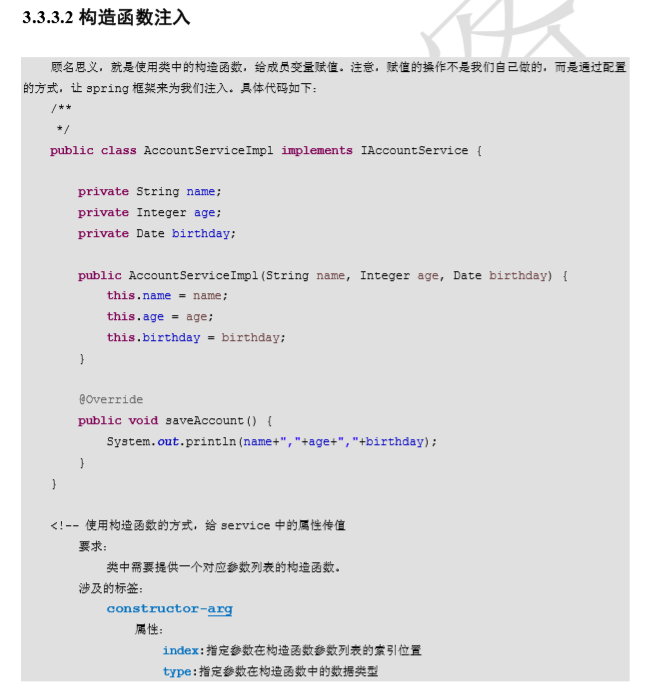 3.3.3.2 构造函数注入
顾名思义，就是使用类中的构造函数，给成员变量赋值。注意，赋值的操作不是我们自己做的，而是通过配置
的方式，让 spring 框架来为我们注入。具体代码如下：
/**
*/
public class AccountServiceImpl implements IAccountService {
private String name;
private Integer age;
private Date birthday;
public AccountServiceImpl(String name, Integer age, Date birthday) {
this.name = name;
this.age = age;
this.birthday = birthday;
}
@Override
public void saveAccount() {
System.out.println(name+","+age+","+birthday);
}
}
<!-- 使用构造函数的方式，给 service 中的属性传值
要求：
类中需要提供一个对应参数列表的构造函数。
涉及的标签：
constructor-arg
属性：
index:指定参数在构造函数参数列表的索引位置
type:指定参数在构造函数中的数据类型